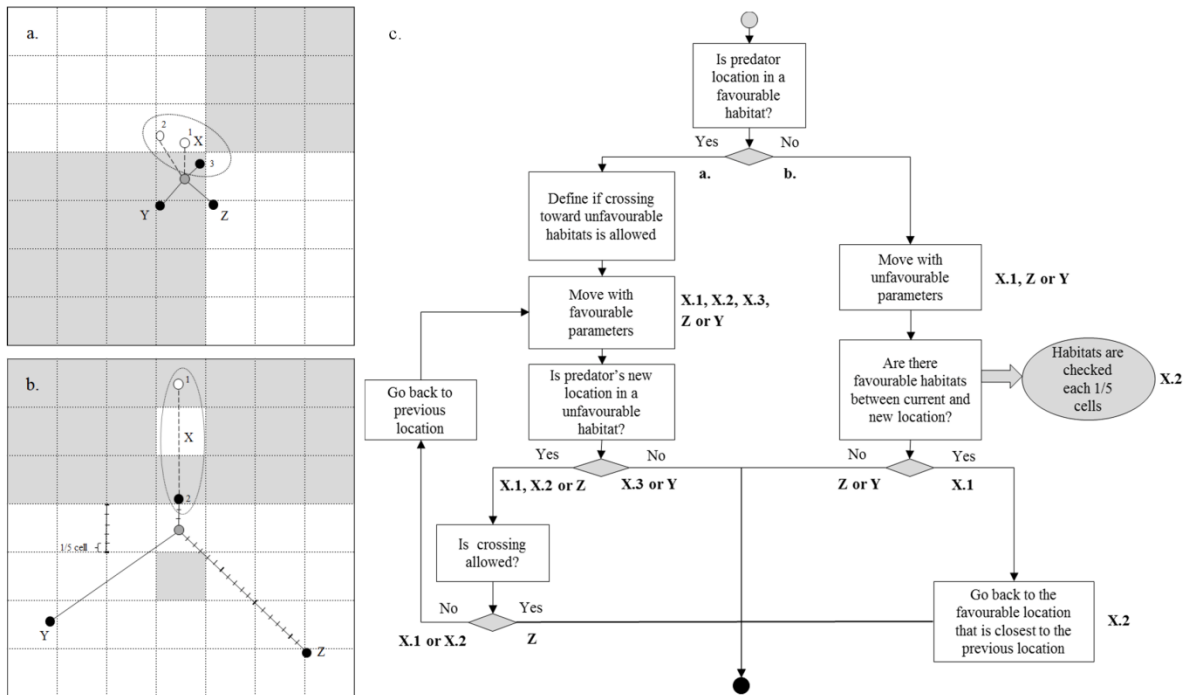 a.
2
1
X
3
Y
Z
b.
1
X
2
1/5 cell
Y
Z
c.
Is predator
location in a
favourable
habitat?
Yes
No
a.
b.
Define if crossing
toward unfavourable
habitats is allowed
Move with
favourable
parameters
X.1, X.2, X.3,
Z or Y
Go back to
previous
location
Is predator's new
location in a
unfavourable
habitat?
Yes
No
X.1, X.2 or Z
X.3 or Y
Is crossing
allowed?
No
Yes
X.1 or X.2
Z
Move with
unfavourable
parameters
X.1, Z or Y
Are there
favourable habitats
between current and
new location?
Habitats are
checked
each 1/5
cells
X.2
No
Yes
Z or Y
X.1
Go back to the
favourable location
that is closest to the
previous location
X.2